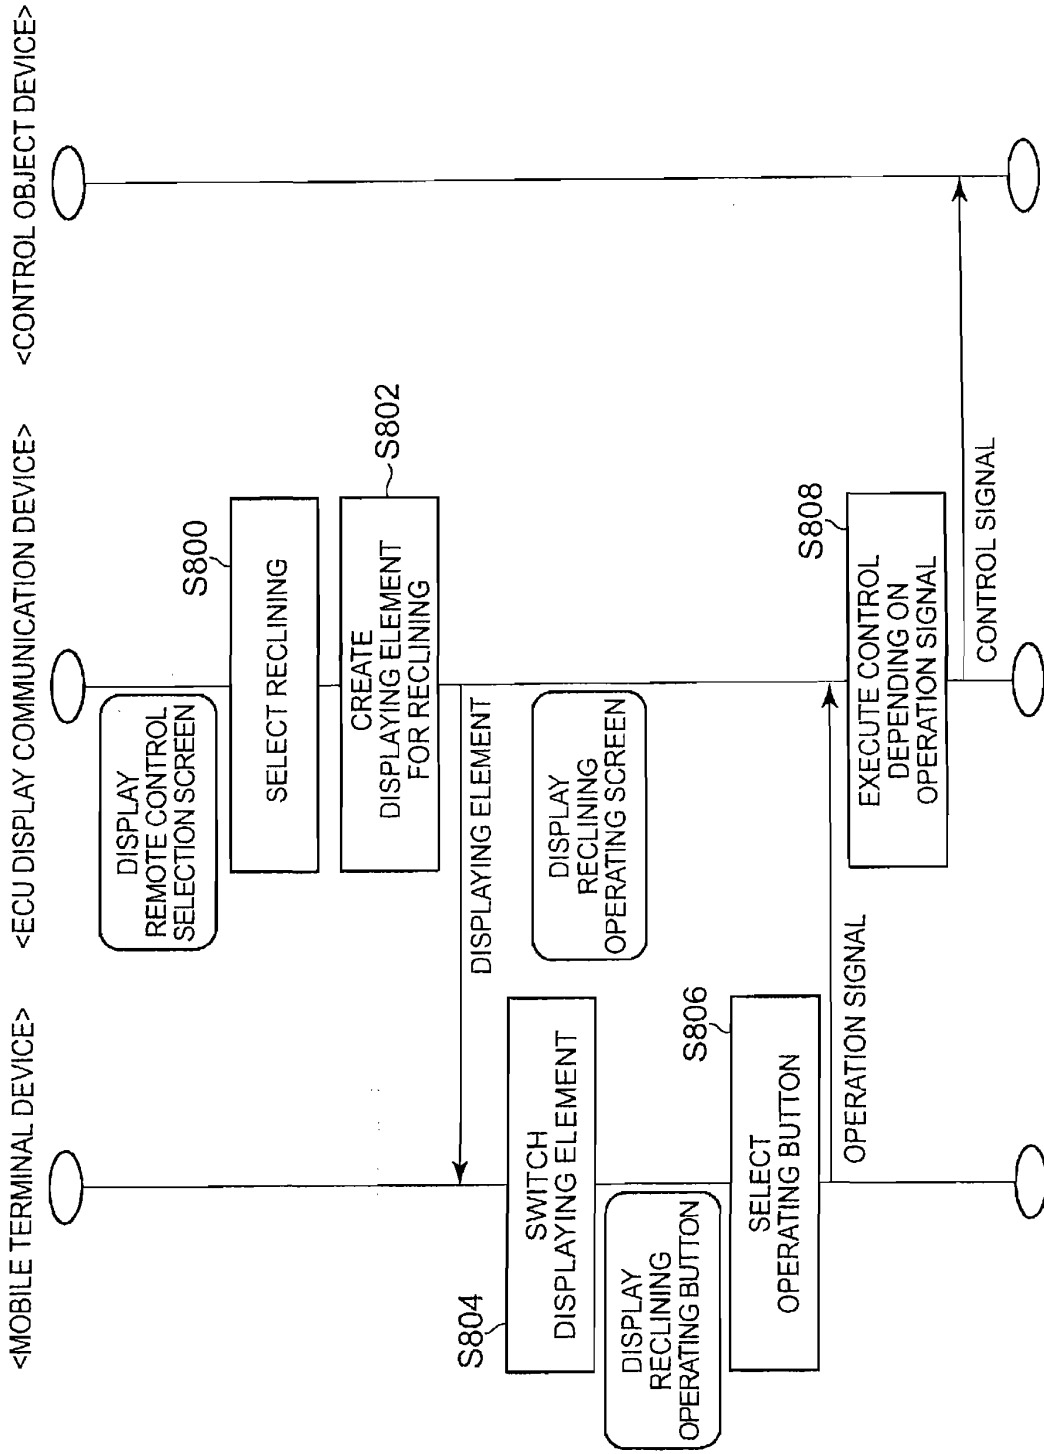 <MOBILE TERMINAL DEVICE>
<ECU DISPLAY COMMUNICATION DEVICE>
<CONTROL OBJECT DEVICE>
DISPLAY
REMOTE CONTROL
SELECTION SCREEN
S800
SELECT RECLINING
S802
CREATE
DISPLAYING ELEMENT
FOR RECLINING
DISPLAYING ELEMENT
S804
SWITCH
DISPLAYING ELEMENT
DISPLAY
RECLINING
OPERATING SCREEN
DISPLAY
RECLINING
OPERATING BUTTON
S806
SELECT
OPERATING BUTTON
OPERATION SIGNAL
S808
EXECUTE CONTROL
DEPENDING ON
OPERATION SIGNAL
CONTROL SIGNAL